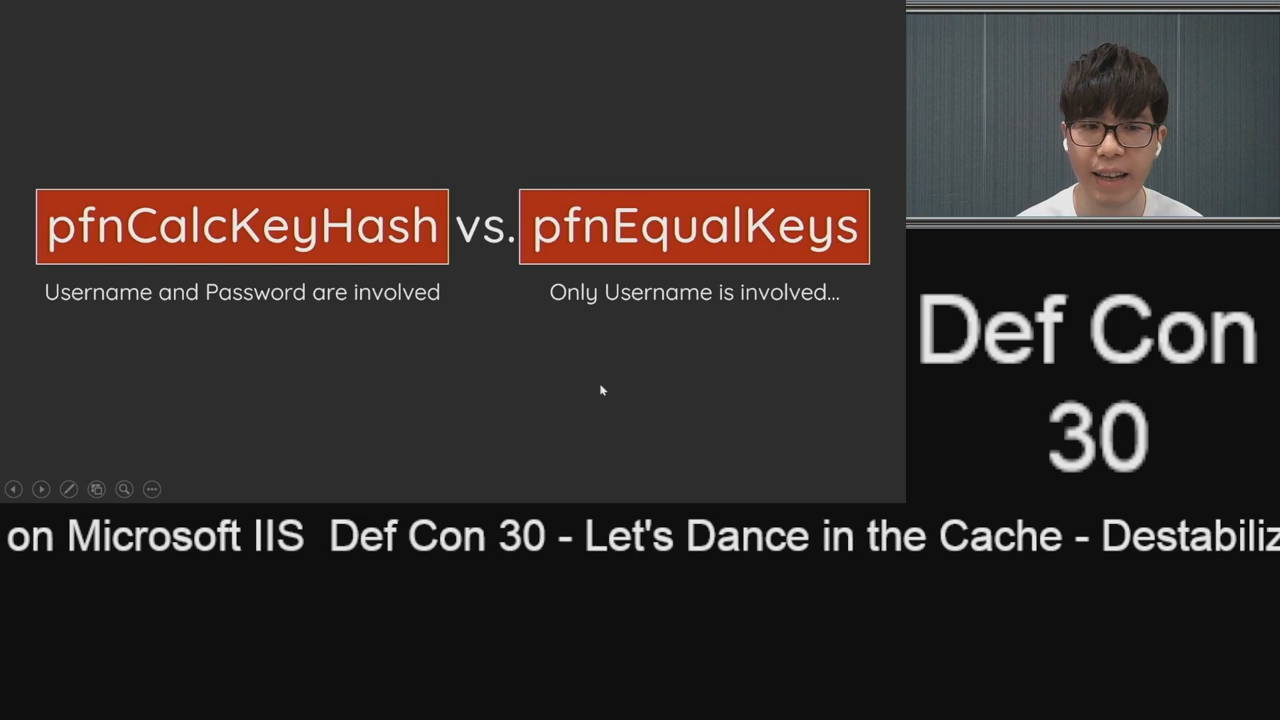 pfnCalcKeyHash vs. pfnEqualKeys
Username and Password are involved
Only Username is involved...
Def Con
30
on Microsoft IIS Def Con 30 - Let's Dance in the Cache - Destabiliz